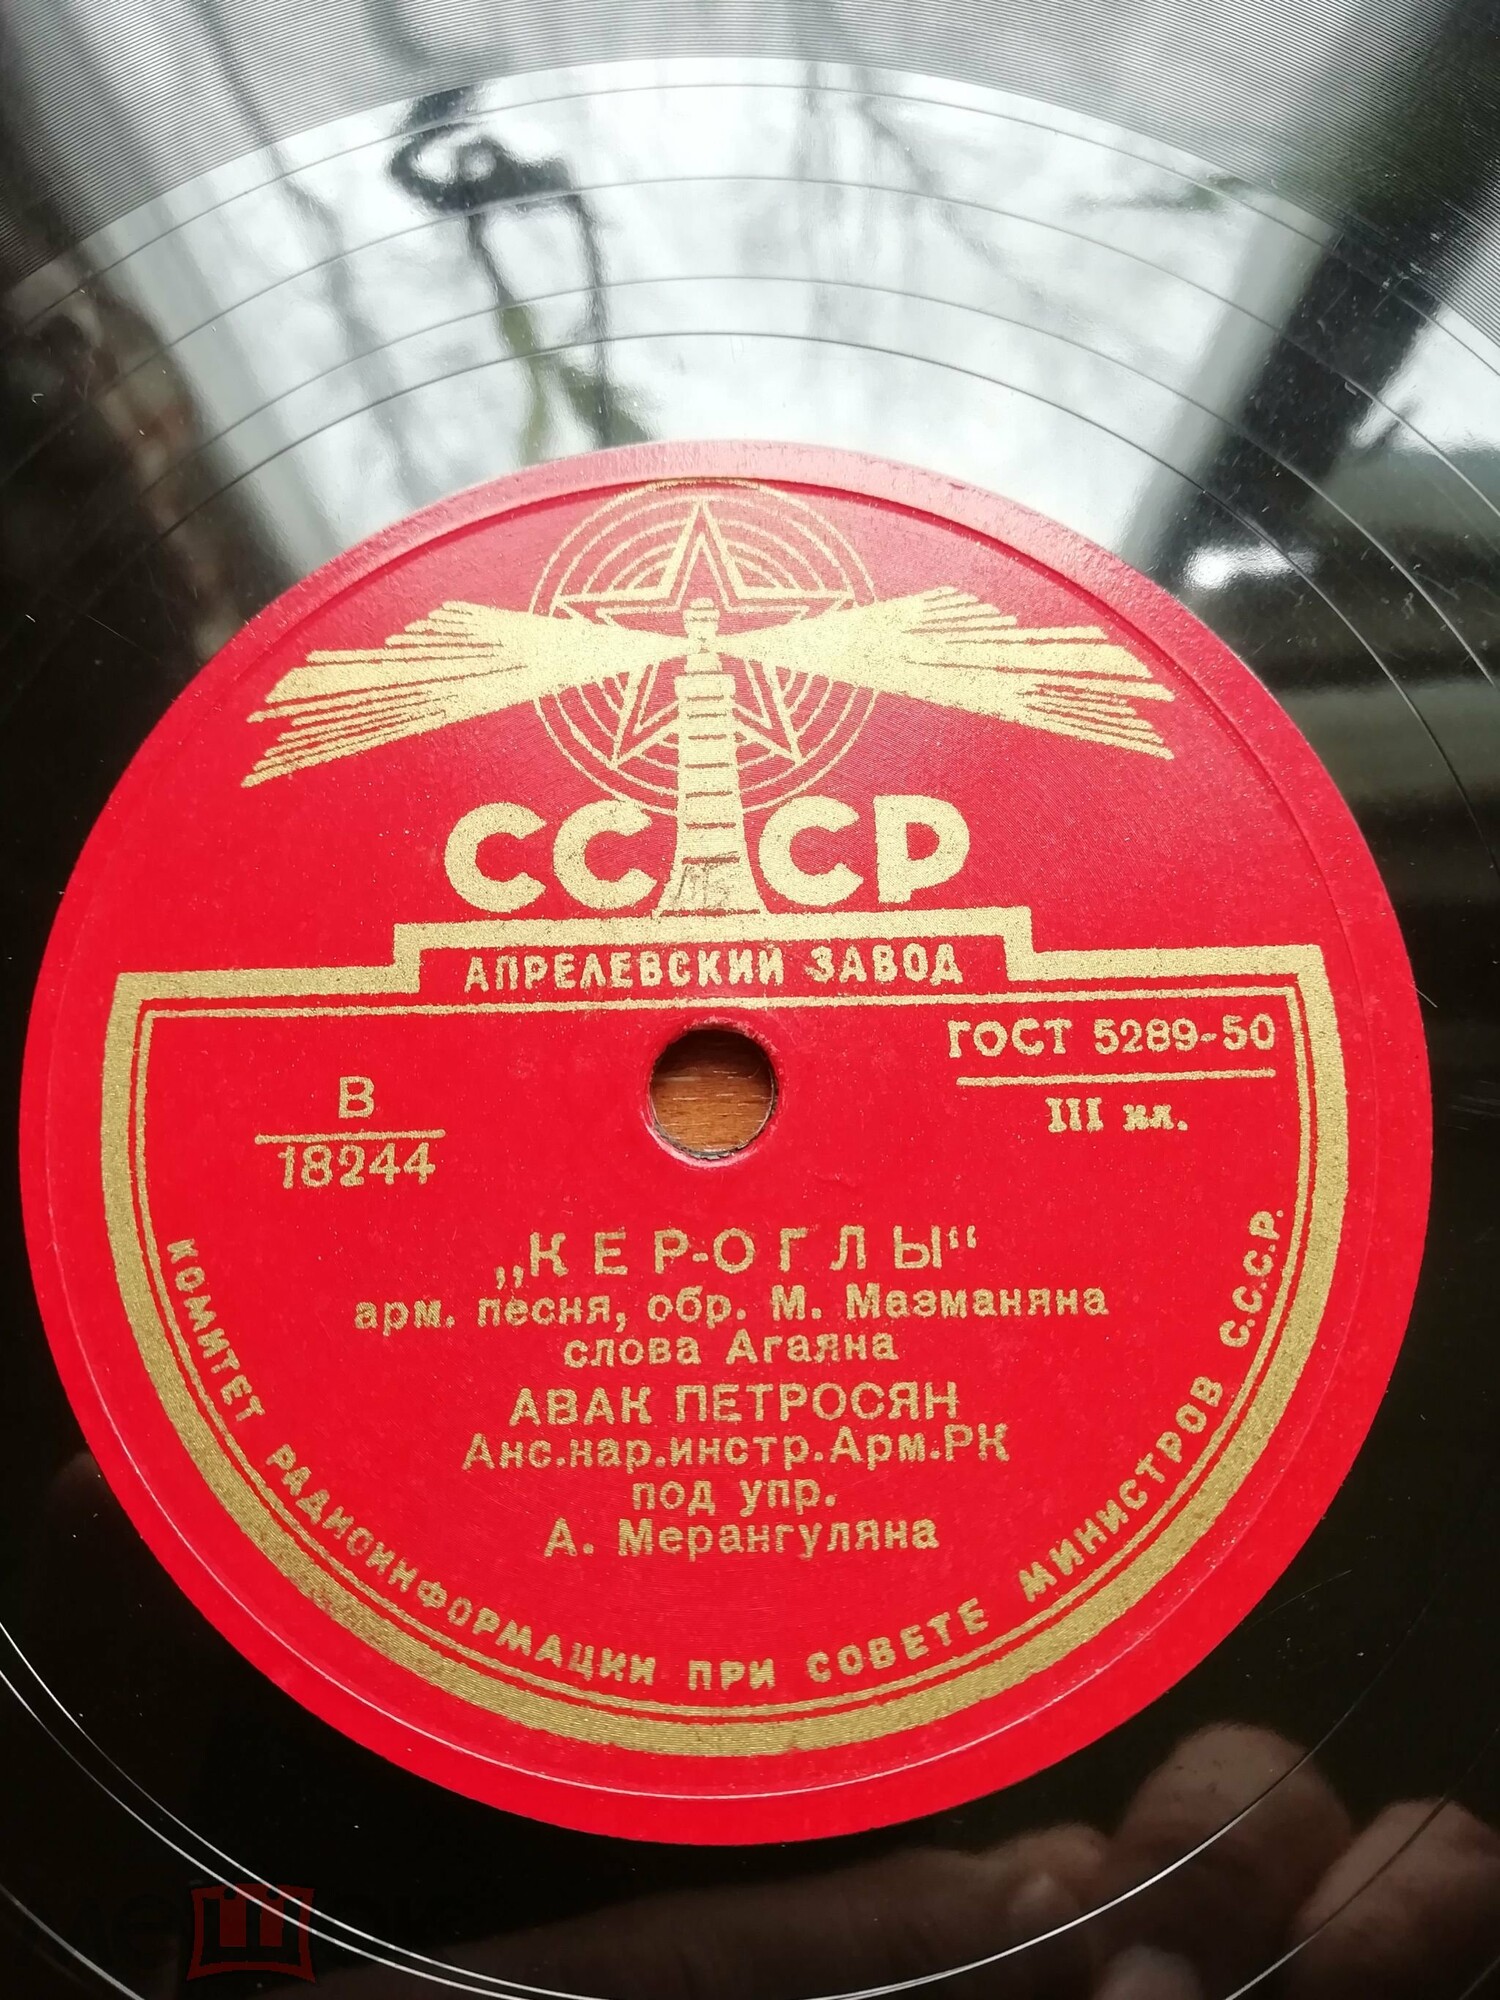 СССР
АПРЕЛЕВСКИЙ ЗАВОД
ГОСТ 5289-50
III кл.
В
18244
„КЕР-ОГЛЫ“
арм. песня, обр. М. Мазманяна
слова Агаяна
АВАК ПЕТРОСЯН
Анс.нар.инстр.Арм.РК
под упр.
А. Мерангуляна
КОМИТЕТ РАДИОИНФОРМАЦИИ ПРИ СОВЕТЕ МИНИСТРОВ С.С.С.Р.